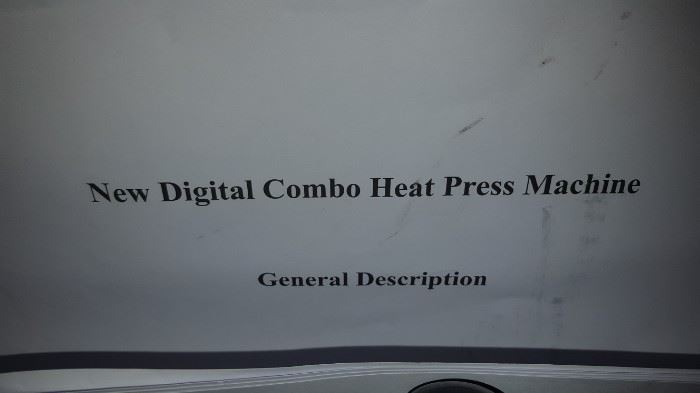 New Digital Combo Heat Press Machine
General Description